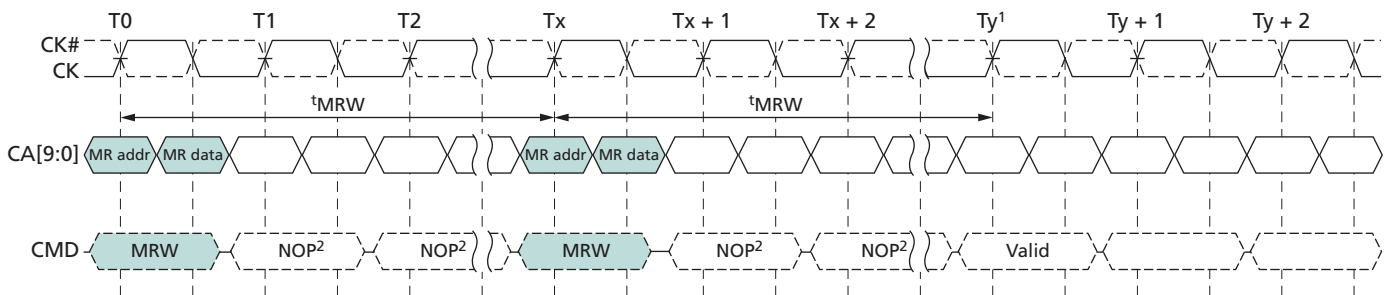 T0 T1 T2 Tx Tx + 1 Tx + 2 Ty¹ Ty + 1 Ty + 2
CK#
CK
ᵗMRW ᵗMRW
CA[9:0] MR addr MR data MR addr MR data
CMD MRW NOP² NOP² MRW NOP² NOP² Valid